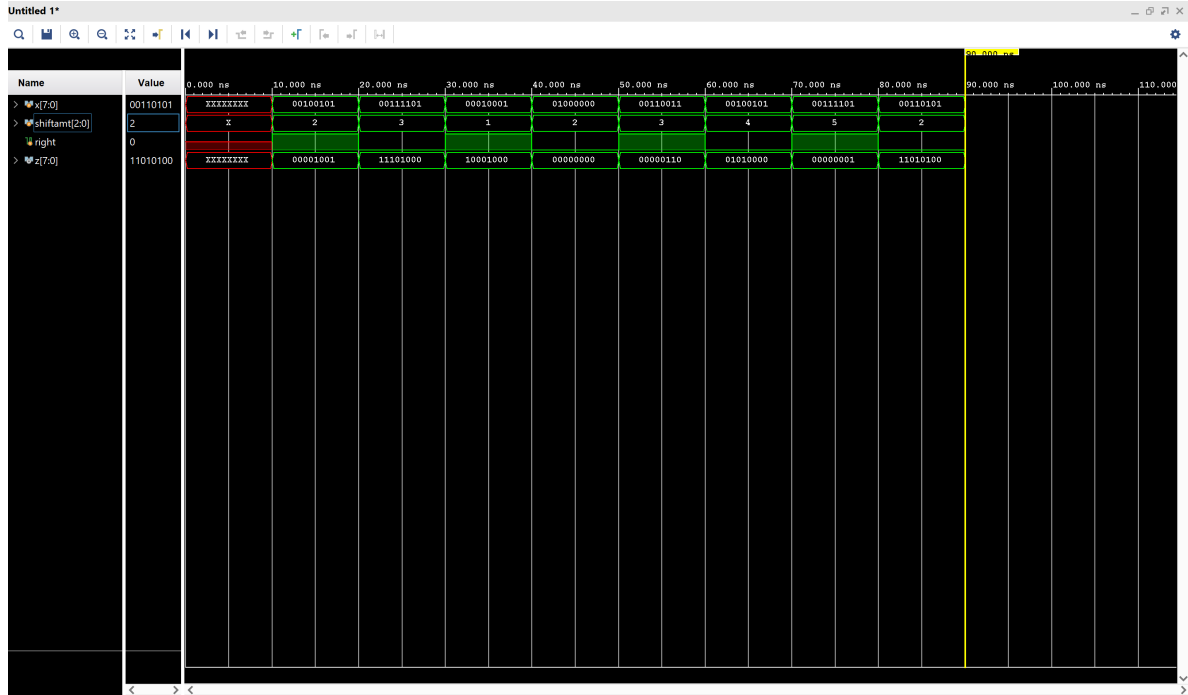 Untitled 1*
90.000 ns
Name Value
0.000 ns 10.000 ns 20.000 ns 30.000 ns 40.000 ns 50.000 ns 60.000 ns 70.000 ns 80.000 ns 90.000 ns 100.000 ns 110.000
x[7:0] 00110101 XXXXXXXX 00100101 00111101 00010001 01000000 00110011 00100101 00111101 00110101
shiftamt[2:0] 2 X 2 3 1 2 3 4 5 2
right 0
z[7:0] 11010100 XXXXXXXX 00001001 11101000 10001000 00000000 00000110 01010000 00000001 11010100